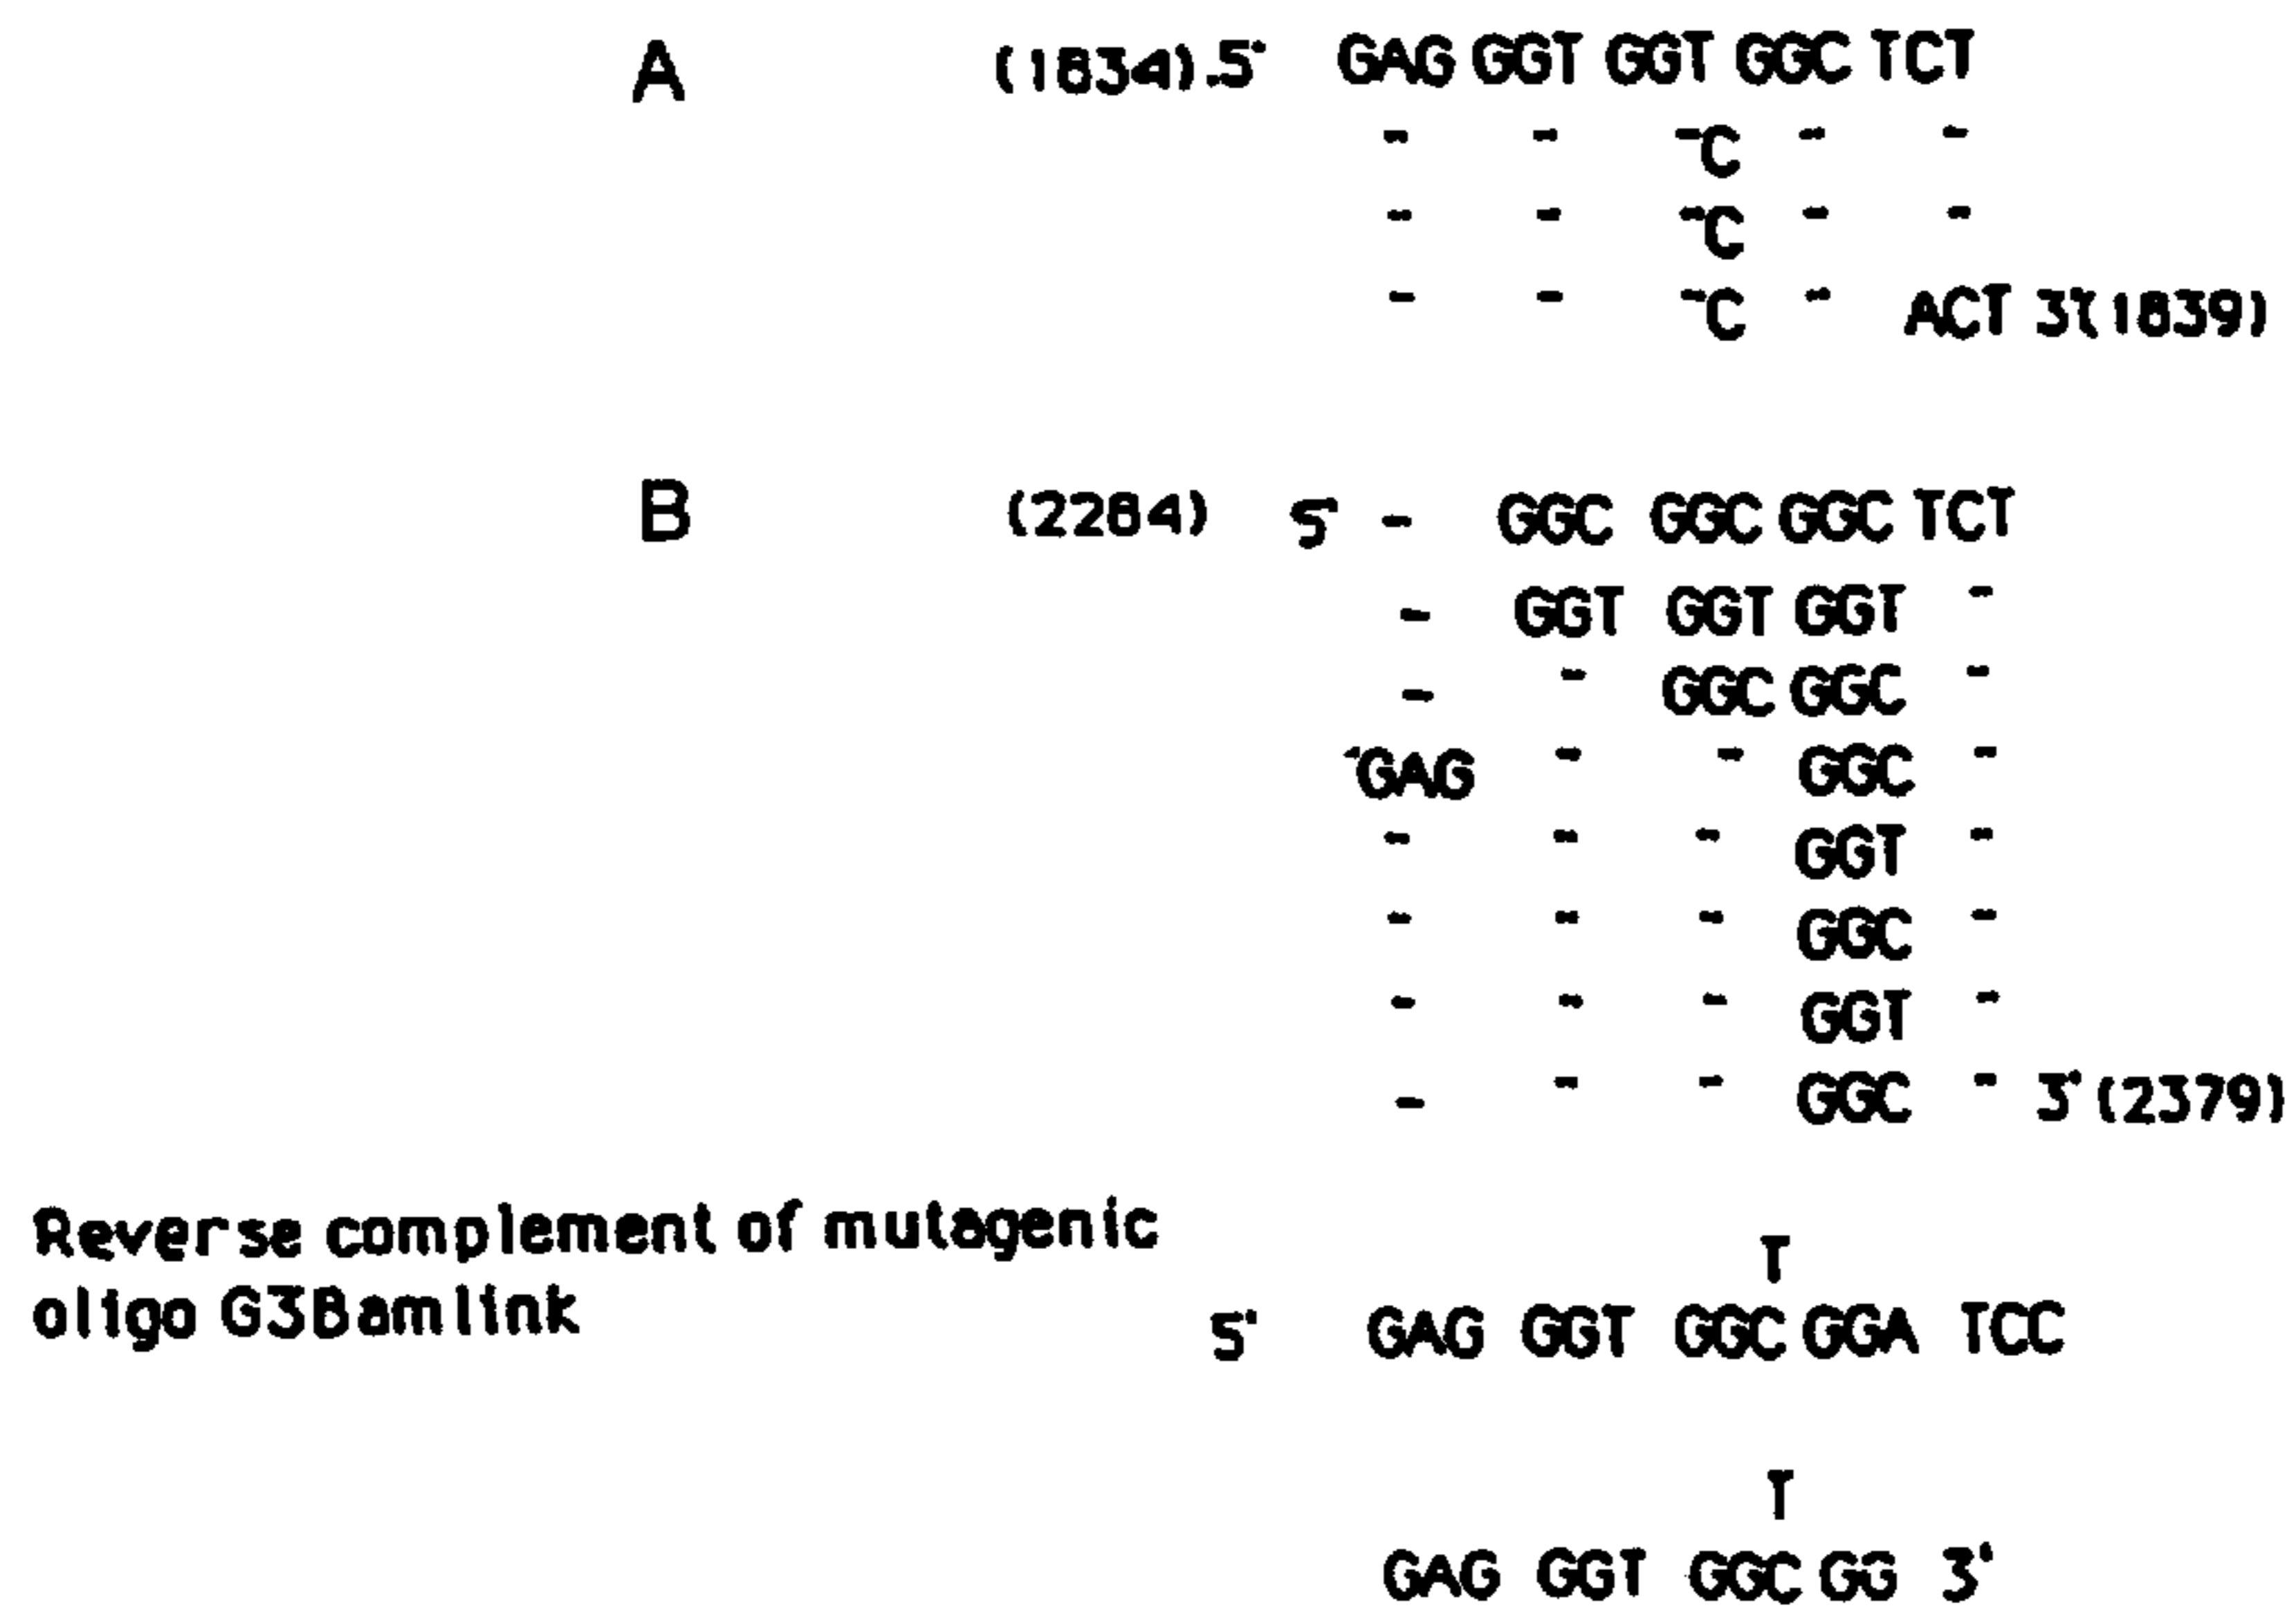 A (1834).5' GAG GGT GGT GGC TCT
- - -C - -
- - -C - -
- - -C - ACT 3'(1839)
B (2284) 5' - GGC GGC GGC TCT
- GGT GGT GGT -
- - GGC GGC -
-GAG - - GGC -
- - - GGT -
- - - GGC -
- - - GGT -
- - - GGC - 3' (2379)
Reverse complement of mutagenic
T
oligo G3Bamlink 5' GAG GGT GGC GGA TCC
T
GAG GGT GGC GG 3'